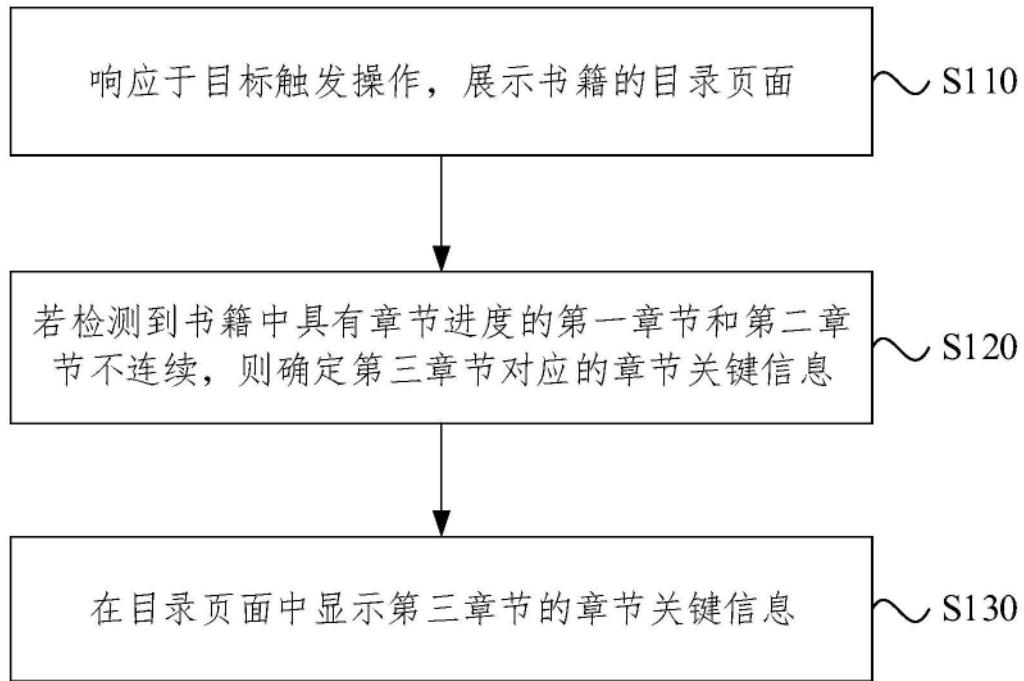 响应于目标触发操作，展示书籍的目录页面
S110
若检测到书籍中具有章节进度的第一章节和第二章
节不连续，则确定第三章节对应的章节关键信息
S120
在目录页面中显示第三章节的章节关键信息
S130